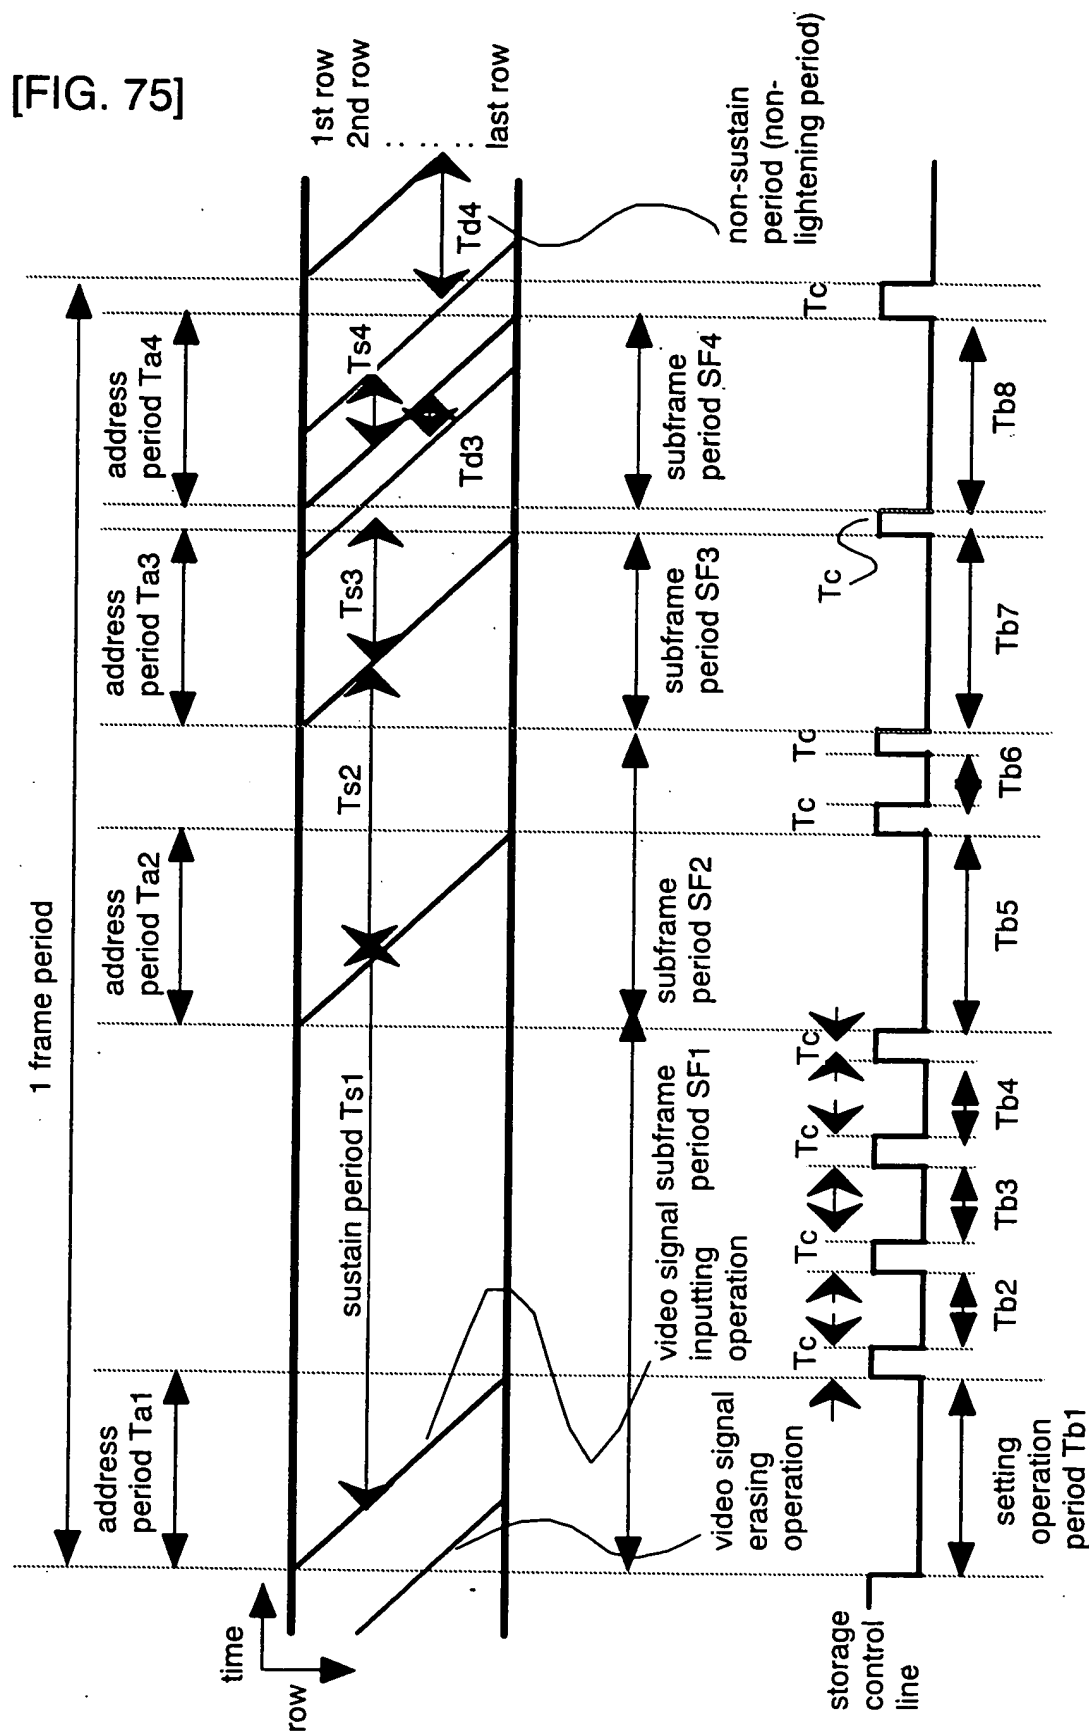 [FIG. 75]
1 frame period
address
period Ta1
address
period Ta2
address
period Ta3
address
period Ta4
time
row
1st row
2nd row
last row
sustain period Ts1
Ts2
Ts3
Ts4
Td3
Td4
non-sustain
period (non-
lightening period)
video signal
erasing
operation
video signal
inputting
operation
subframe
period SF1
subframe
period SF2
subframe
period SF3
subframe
period SF4
storage
control
line
Tc
Tc
Tc
Tc
Tc
Tc
Tc
Tc
setting
operation
period Tb1
Tb2
Tb3
Tb4
Tb5
Tb6
Tb7
Tb8